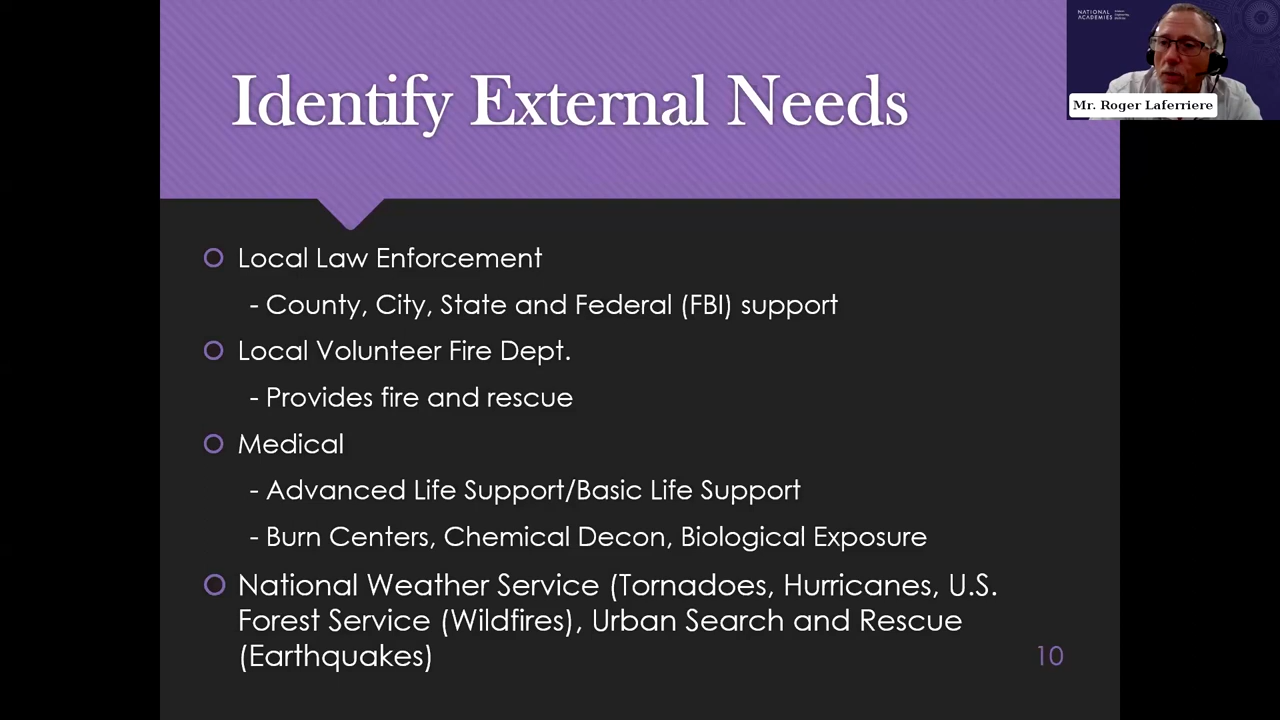 Identify External Needs
NATIONAL
ACADEMIES
Mr. Roger Laferriere
Local Law Enforcement
- County, City, State and Federal (FBI) support
Local Volunteer Fire Dept.
- Provides fire and rescue
Medical
- Advanced Life Support/Basic Life Support
- Burn Centers, Chemical Decon, Biological Exposure
National Weather Service (Tornadoes, Hurricanes, U.S.
Forest Service (Wildfires), Urban Search and Rescue
(Earthquakes)
10